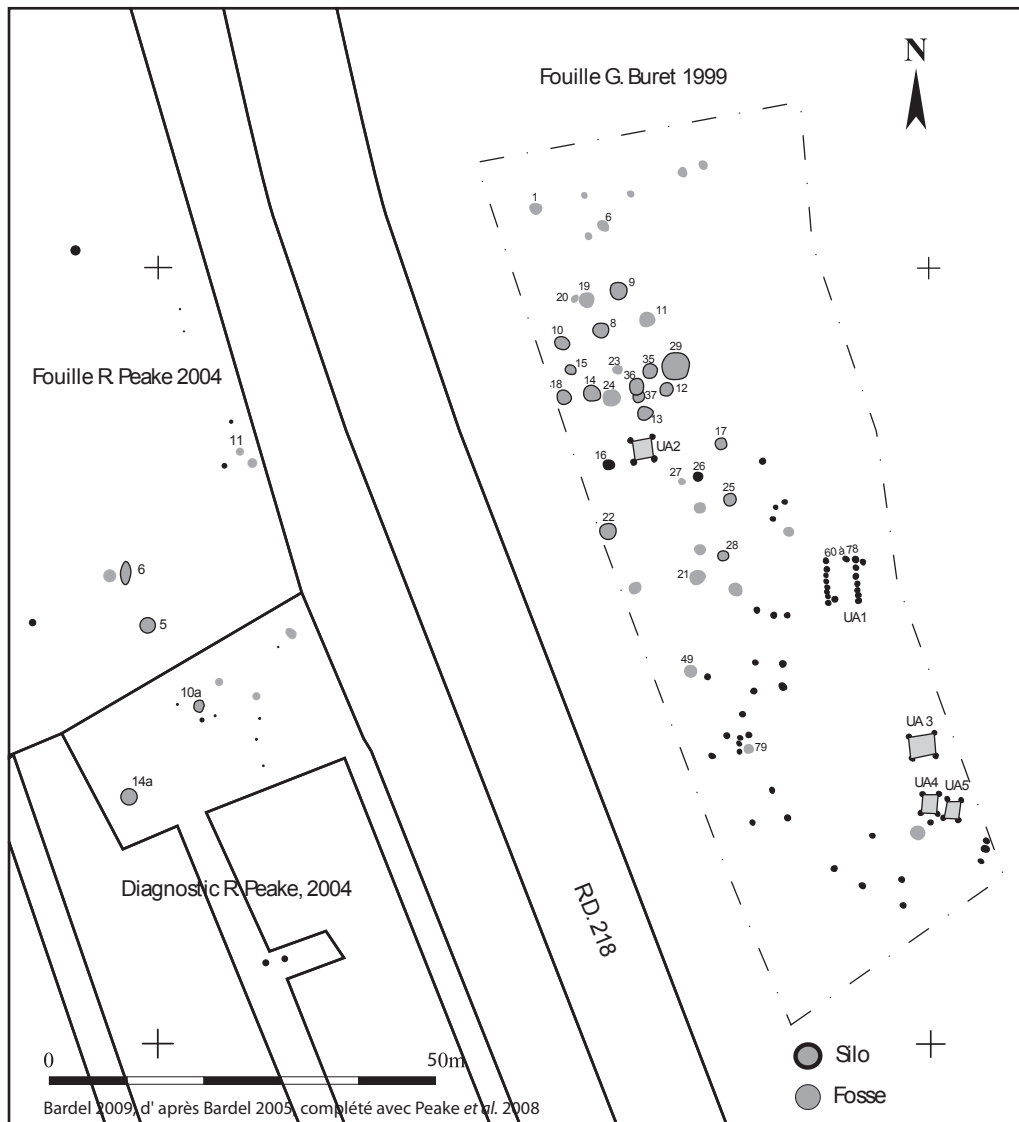 Fouille G. Buret 1999
N
1
6
9
19
20
11
8
10
29
35
15
23
36
12
18
14
24
37
13
17
UA2
16
26
27
25
22
28
60 à 78
21
UA1
49
79
UA 3
UA4
UA5
Fouille R. Peake 2004
11
6
5
10a
14a
Diagnostic R. Peake, 2004
RD.218
Silo
Fosse
0
50m
Bardel 2009, d' après Bardel 2005, complété avec Peake et al. 2008